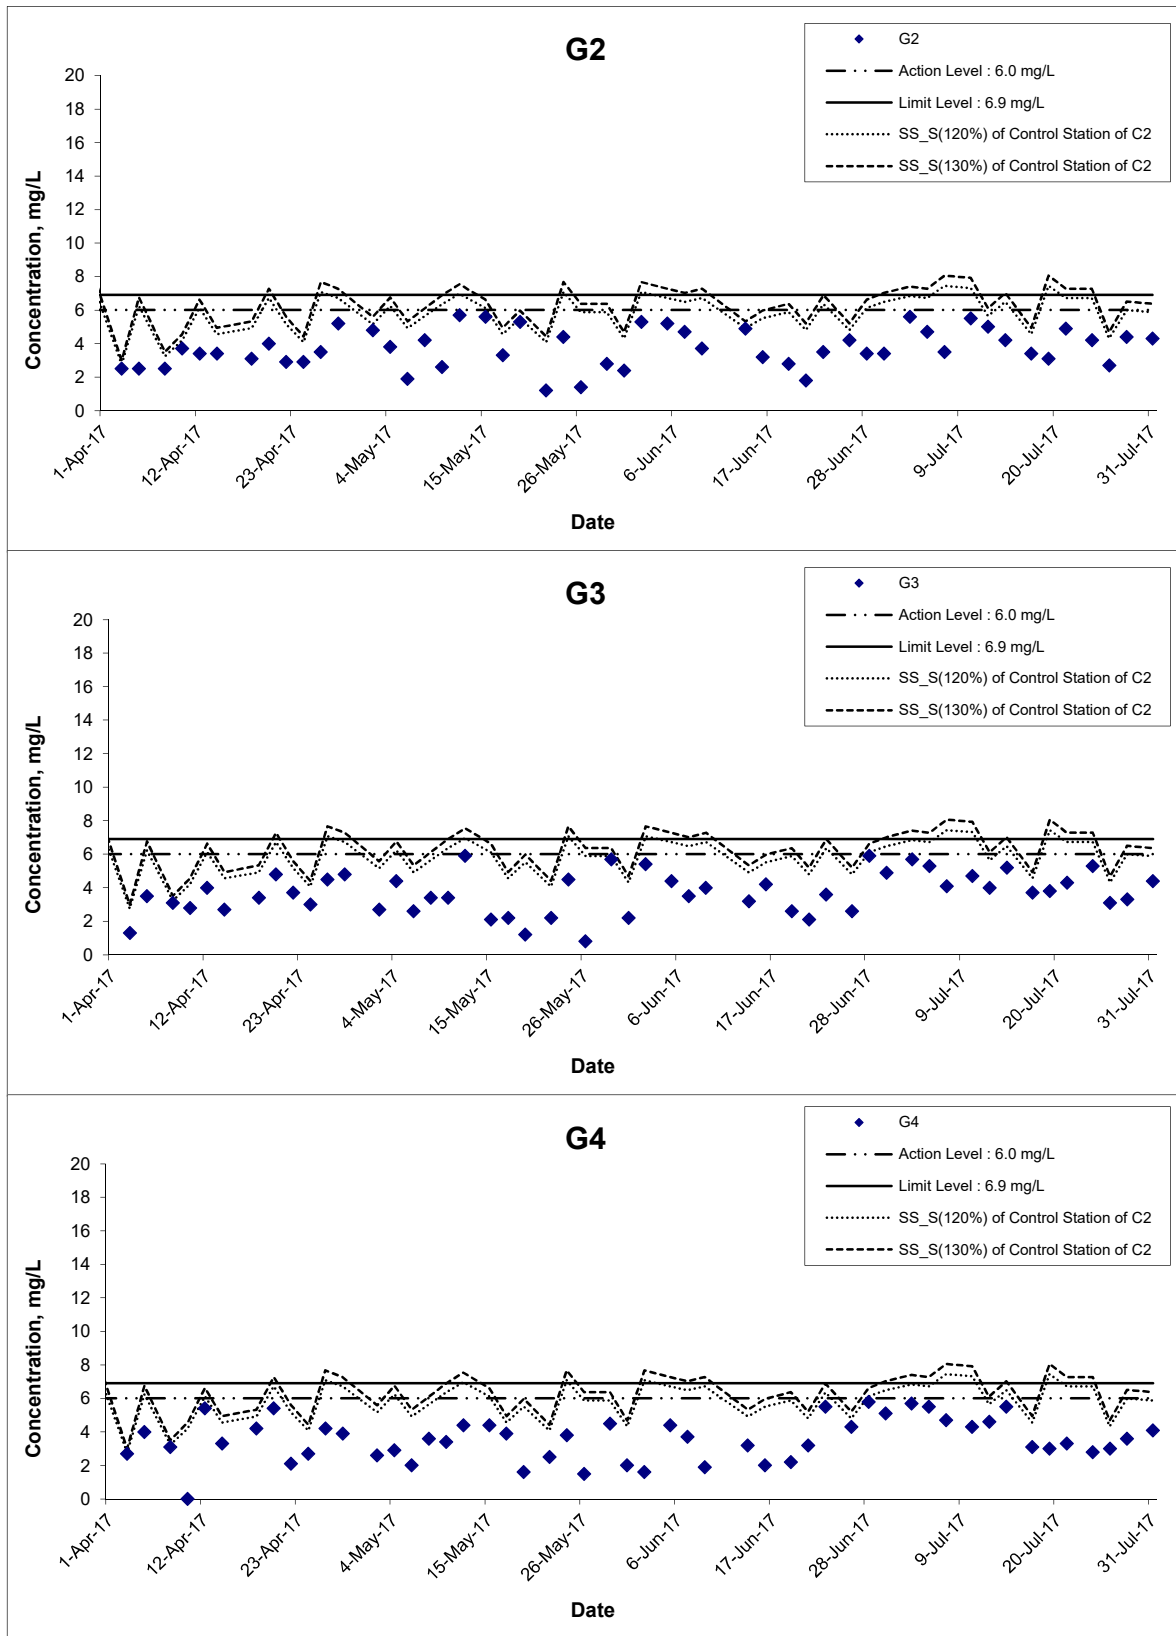 G2
G2
Action Level : 6.0 mg/L
Limit Level : 6.9 mg/L
SS_S(120%) of Control Station of C2
SS_S(130%) of Control Station of C2
Concentration, mg/L
20
18
16
14
12
10
8
6
4
2
0
1-Apr-17
12-Apr-17
23-Apr-17
4-May-17
15-May-17
26-May-17
6-Jun-17
17-Jun-17
28-Jun-17
9-Jul-17
20-Jul-17
31-Jul-17
Date
G3
G3
Action Level : 6.0 mg/L
Limit Level : 6.9 mg/L
SS_S(120%) of Control Station of C2
SS_S(130%) of Control Station of C2
Concentration, mg/L
20
18
16
14
12
10
8
6
4
2
0
1-Apr-17
12-Apr-17
23-Apr-17
4-May-17
15-May-17
26-May-17
6-Jun-17
17-Jun-17
28-Jun-17
9-Jul-17
20-Jul-17
31-Jul-17
Date
G4
G4
Action Level : 6.0 mg/L
Limit Level : 6.9 mg/L
SS_S(120%) of Control Station of C2
SS_S(130%) of Control Station of C2
Concentration, mg/L
20
18
16
14
12
10
8
6
4
2
0
1-Apr-17
12-Apr-17
23-Apr-17
4-May-17
15-May-17
26-May-17
6-Jun-17
17-Jun-17
28-Jun-17
9-Jul-17
20-Jul-17
31-Jul-17
Date